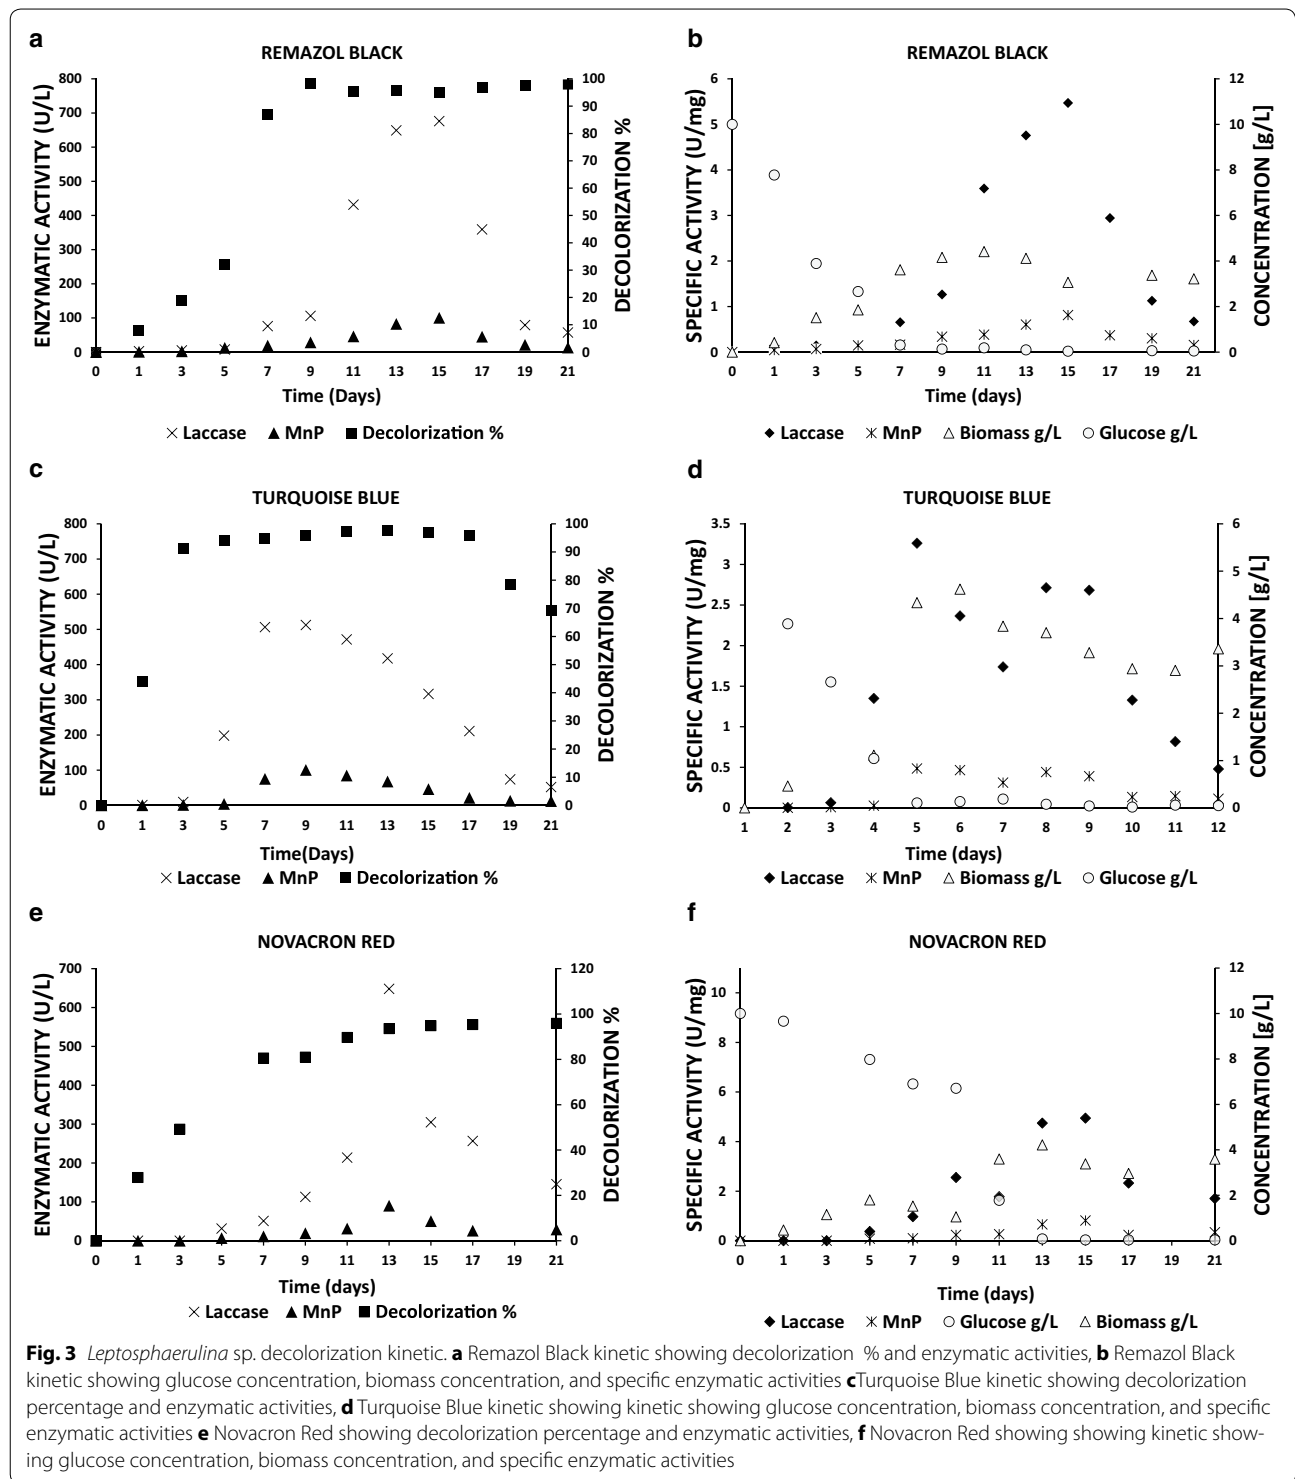 a
REMAZOL BLACK
ENZYMATIC ACTIVITY (U/L)
800
700
600
500
400
300
200
100
0
100
90
80
70
60
50
40
30
20
10
0
DECOLORIZATION %
0 1 3 5 7 9 11 13 15 17 19 21
Time (Days)
Laccase MnP Decolorization %
b
REMAZOL BLACK
SPECIFIC ACTIVITY (U/mg)
6
5
4
3
2
1
0
12
10
8
6
4
2
0
CONCENTRATION [g/L)
0 1 3 5 7 9 11 13 15 17 19 21
Time (days)
Laccase MnP Biomass g/L Glucose g/L
c
TURQUOISE BLUE
ENZYMATIC ACTIVITY (U/L)
800
700
600
500
400
300
200
100
0
100
90
80
70
60
50
40
30
20
10
0
DECOLORIZATION %
0 1 3 5 7 9 11 13 15 17 19 21
Time(Days)
Laccase MnP Decolorization %
d
TURQUOISE BLUE
SPECIFIC ACTIVITY (U/mg)
3.5
3
2.5
2
1.5
1
0.5
0
6
5
4
3
2
1
0
CONCENTRATION [g/L)
1 2 3 4 5 6 7 8 9 10 11 12
Time (days)
Laccase MnP Biomass g/L Glucose g/L
e
NOVACRON RED
ENZYMATIC ACTIVITY (U/L)
700
600
500
400
300
200
100
0
120
100
80
60
40
20
0
DECOLORIZATION %
0 1 3 5 7 9 11 13 15 17 21
Time (days)
Laccase MnP Decolorization %
f
NOVACRON RED
SPECIFIC ACTIVITY (U/mg)
10
8
6
4
2
0
12
10
8
6
4
2
0
CONCENTRATION [g/L)
0 1 3 5 7 9 11 13 15 17 21
Time (days)
Laccase MnP Glucose g/L Biomass g/L
Fig. 3 Leptosphaerulina sp. decolorization kinetic. a Remazol Black kinetic showing decolorization % and enzymatic activities, b Remazol Black
kinetic showing glucose concentration, biomass concentration, and specific enzymatic activities cTurquoise Blue kinetic showing decolorization
percentage and enzymatic activities, d Turquoise Blue kinetic showing kinetic showing glucose concentration, biomass concentration, and specific
enzymatic activities e Novacron Red showing decolorization percentage and enzymatic activities, f Novacron Red showing showing kinetic show-
ing glucose concentration, biomass concentration, and specific enzymatic activities